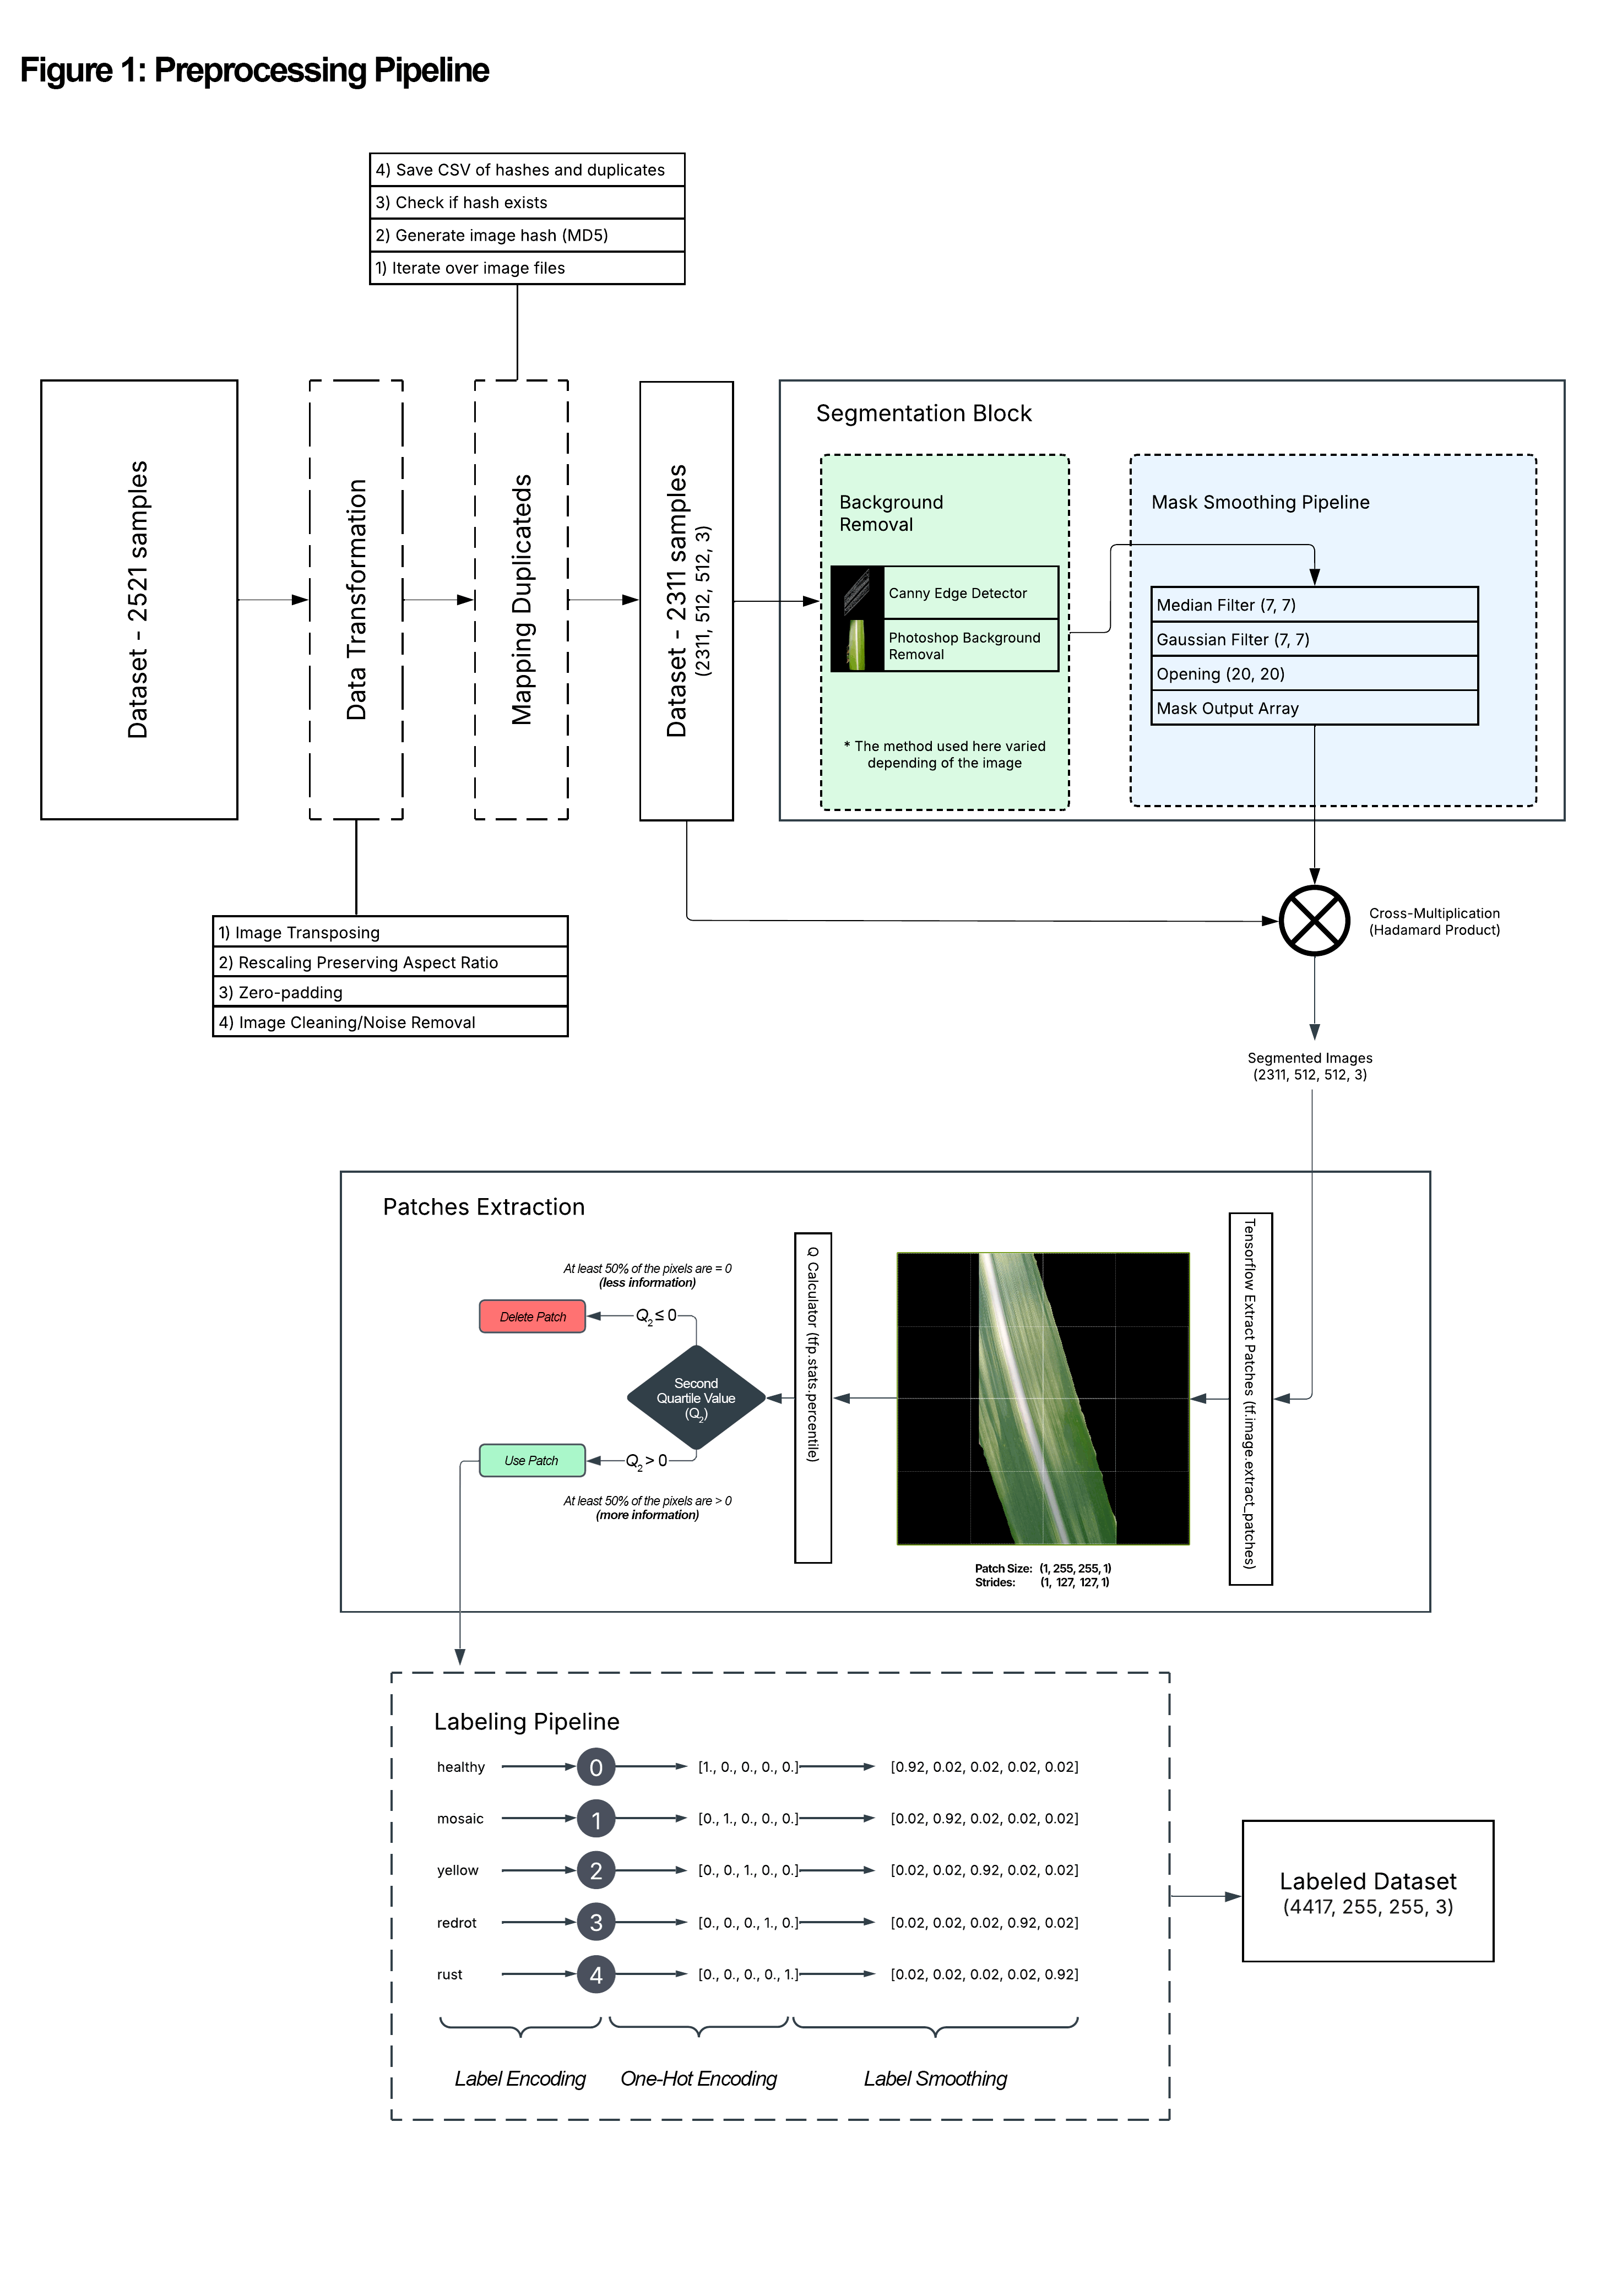 Figure 1: Preprocessing Pipeline
4) Save CSV of hashes and duplicates
3) Check if hash exists
2) Generate image hash (MD5)
1) Iterate over image files
Dataset - 2521 samples
Data Transformation
Mapping Duplicateds
Dataset - 2311 samples
(2311, 512, 512, 3)
Segmentation Block
Background
Removal
Canny Edge Detector
Photoshop Background
Removal
* The method used here varied
depending of the image
Mask Smoothing Pipeline
Median Filter (7, 7)
Gaussian Filter (7, 7)
Opening (20, 20)
Mask Output Array
1) Image Transposing
2) Rescaling Preserving Aspect Ratio
3) Zero-padding
4) Image Cleaning/Noise Removal
Cross-Multiplication
(Hadamard Product)
Segmented Images
(2311, 512, 512, 3)
Patches Extraction
Tensorflow Extract Patches (tf.image.extract_patches)
Patch Size: (1, 255, 255, 1)
Strides: (1, 127, 127, 1)
Q Calculator (tfp.stats.percentile)
Second
Quartile Value
(Q2)
At least 50% of the pixels are = 0
(less information)
Q2 ≤ 0
Delete Patch
Q2 > 0
Use Patch
At least 50% of the pixels are > 0
(more information)
Labeling Pipeline
healthy 0 [1., 0., 0., 0., 0.] [0.92, 0.02, 0.02, 0.02, 0.02]
mosaic 1 [0., 1., 0., 0., 0.] [0.02, 0.92, 0.02, 0.02, 0.02]
yellow 2 [0., 0., 1., 0., 0.] [0.02, 0.02, 0.92, 0.02, 0.02]
redrot 3 [0., 0., 0., 1., 0.] [0.02, 0.02, 0.02, 0.92, 0.02]
rust 4 [0., 0., 0., 0., 1.] [0.02, 0.02, 0.02, 0.02, 0.92]
Label Encoding One-Hot Encoding Label Smoothing
Labeled Dataset
(4417, 255, 255, 3)